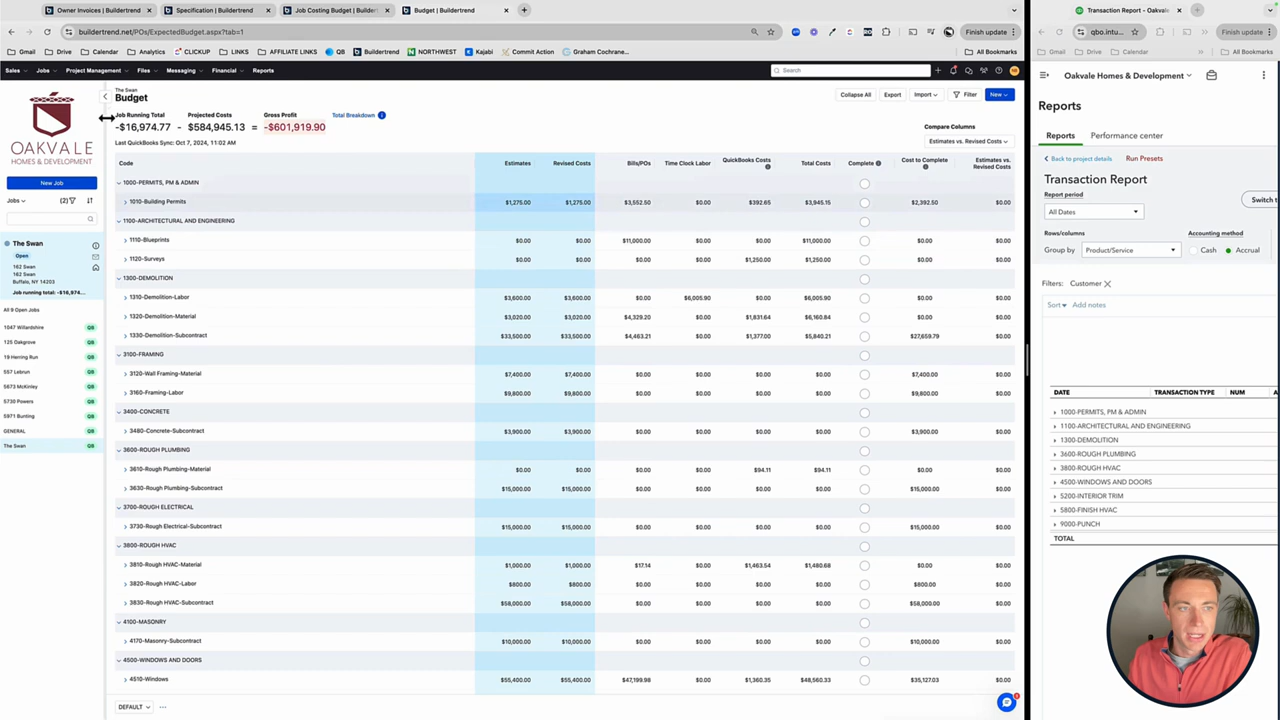 Owner Invoices | Buildertrend
Specification | Buildertrend
Job Costing Budget | Buildertrend
Budget | Buildertrend
buildertrend.net/POs/ExpectedBudget.aspx?tab=1
Finish update
Gmail Drive Calendar Analytics CLICKUP LINKS AFFILIATE LINKS QB Buildertrend NORTHWEST Kajabi Commit Action Graham Cochrane...
All Bookmarks
Sales Jobs Project Management Files Messaging Financial Reports
Search
OAKVALE
HOMES & DEVELOPMENT
New Job
Jobs (2)
The Swan
Open
162 Swan
162 Swan
Buffalo, NY 14203
Job running total: -$16,974...
All 9 Open Jobs
1047 Willardshire QB
125 Oakgrove QB
19 Herring Run QB
557 Lebrun QB
5673 McKinley QB
5730 Powers QB
5971 Bunting QB
GENERAL QB
The Swan QB
The Swan
Budget
Collapse All Export Import Filter New
Job Running Total Projected Costs Gross Profit Total Breakdown
-$16,974.77 - $584,945.13 = -$601,919.90
Last QuickBooks Sync: Oct 7, 2024, 11:02 AM
Compare Columns
Estimates vs. Revised Costs
Code Estimates Revised Costs Bills/POs Time Clock Labor QuickBooks Costs Total Costs Complete Cost to Complete Estimates vs. Revised Costs
1000-PERMITS, PM & ADMIN
1010-Building Permits $1,275.00 $1,275.00 $3,552.50 $0.00 $392.65 $3,945.15 $2,392.50 $0.00
1100-ARCHITECTURAL AND ENGINEERING
1110-Blueprints $0.00 $0.00 $11,000.00 $0.00 $0.00 $11,000.00 $0.00 $0.00
1120-Surveys $0.00 $0.00 $0.00 $0.00 $1,250.00 $1,250.00 $0.00 $0.00
1300-DEMOLITION
1310-Demolition-Labor $3,600.00 $3,600.00 $0.00 $6,005.90 $0.00 $6,005.90 $0.00 $0.00
1320-Demolition-Material $3,020.00 $3,020.00 $4,329.20 $0.00 $1,831.64 $6,160.84 $0.00 $0.00
1330-Demolition-Subcontract $33,500.00 $33,500.00 $4,463.21 $0.00 $1,377.00 $5,840.21 $27,659.79 $0.00
3100-FRAMING
3120-Wall Framing-Material $7,400.00 $7,400.00 $0.00 $0.00 $0.00 $0.00 $7,400.00 $0.00
3160-Framing-Labor $9,800.00 $9,800.00 $0.00 $0.00 $0.00 $0.00 $9,800.00 $0.00
3400-CONCRETE
3480-Concrete-Subcontract $3,900.00 $3,900.00 $0.00 $0.00 $0.00 $0.00 $3,900.00 $0.00
3600-ROUGH PLUMBING
3610-Rough Plumbing-Material $0.00 $0.00 $0.00 $0.00 $94.11 $94.11 $0.00 $0.00
3630-Rough Plumbing-Subcontract $15,000.00 $15,000.00 $0.00 $0.00 $0.00 $0.00 $15,000.00 $0.00
3700-ROUGH ELECTRICAL
3730-Rough Electrical-Subcontract $15,000.00 $15,000.00 $0.00 $0.00 $0.00 $0.00 $15,000.00 $0.00
3800-ROUGH HVAC
3810-Rough HVAC-Material $1,000.00 $1,000.00 $17.14 $0.00 $1,463.54 $1,480.68 $0.00 $0.00
3820-Rough HVAC-Labor $800.00 $800.00 $0.00 $0.00 $0.00 $0.00 $800.00 $0.00
3830-Rough HVAC-Subcontract $58,000.00 $58,000.00 $0.00 $0.00 $0.00 $0.00 $58,000.00 $0.00
4100-MASONRY
4170-Masonry-Subcontract $10,000.00 $10,000.00 $0.00 $0.00 $0.00 $0.00 $10,000.00 $0.00
4500-WINDOWS AND DOORS
4510-Windows $55,400.00 $55,400.00 $47,199.98 $0.00 $1,360.35 $48,560.33 $35,127.03 $0.00
DEFAULT
Transaction Report - Oakvale
qbo.intu...
Finish update
Gmail Drive Calendar
All Bookmarks
Oakvale Homes & Development
Reports
Reports Performance center
Back to project details Run Presets
Transaction Report
Report period
All Dates
Switch t
Rows/columns Accounting method
Group by Product/Service Cash Accrual
Filters: Customer
Sort Add notes
DATE TRANSACTION TYPE NUM
1000-PERMITS, PM & ADMIN
1100-ARCHITECTURAL AND ENGINEERING
1300-DEMOLITION
3600-ROUGH PLUMBING
3800-ROUGH HVAC
4500-WINDOWS AND DOORS
5200-INTERIOR TRIM
5800-FINISH HVAC
9000-PUNCH
TOTAL